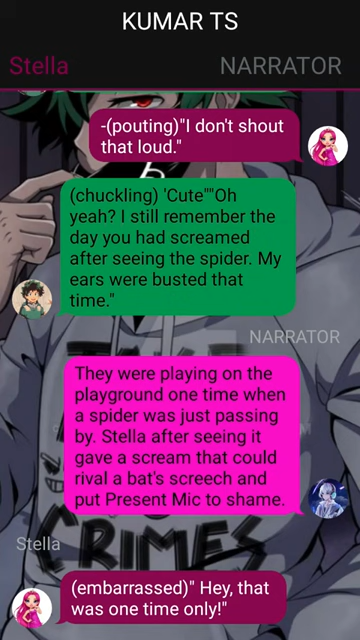 KUMAR TS
Stella
NARRATOR
-(pouting)"I don't shout
that loud."
(chuckling) 'Cute'"Oh
yeah? I still remember the
day you had screamed
after seeing the spider. My
ears were busted that
time."
NARRATOR
They were playing on the
playground one time when
a spider was just passing
by. Stella after seeing it
gave a scream that could
rival a bat's screech and
put Present Mic to shame.
CRIMES
Stella
(embarrassed)" Hey, that
was one time only!"